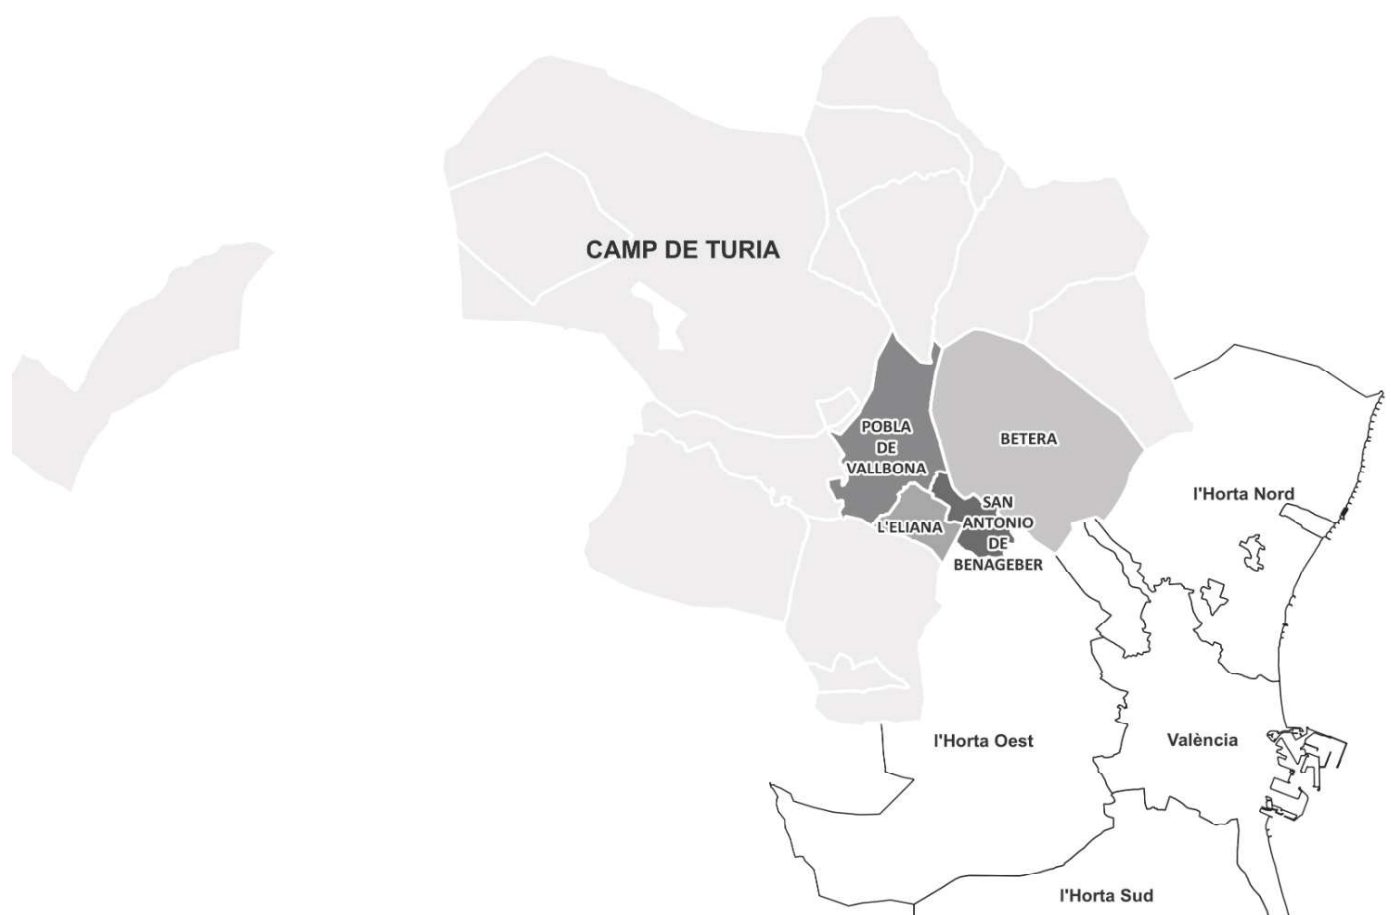 CAMP DE TURIA
POBLA
DE
VALLBONA
BETERA
L'ELIANA
SAN
ANTONIO
DE
BENAGEBER
l'Horta Nord
l'Horta Oest
València
l'Horta Sud